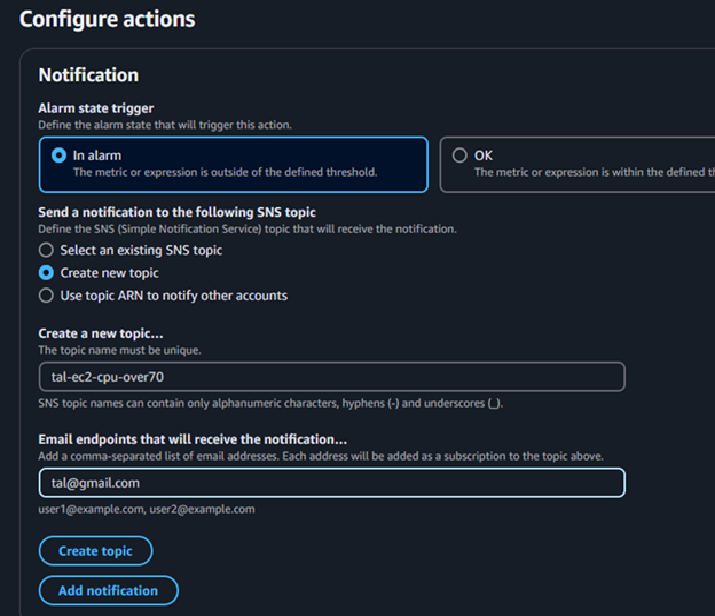 Configure actions
Notification
Alarm state trigger
Define the alarm state that will trigger this action.
In alarm
The metric or expression is outside of the defined threshold.
OK
The metric or expression is within the defined
Send a notification to the following SNS topic
Define the SNS (Simple Notification Service) topic that will receive the notification.
Select an existing SNS topic
Create new topic
Use topic ARN to notify other accounts
Create a new topic...
The topic name must be unique.
tal-ec2-cpu-over70
SNS topic names can contain only alphanumeric characters, hyphens (-) and underscores (_).
Email endpoints that will receive the notification...
Add a comma-separated list of email addresses. Each address will be added as a subscription to the topic above.
tal@gmail.com
user1@example.com, user2@example.com
Create topic
Add notification